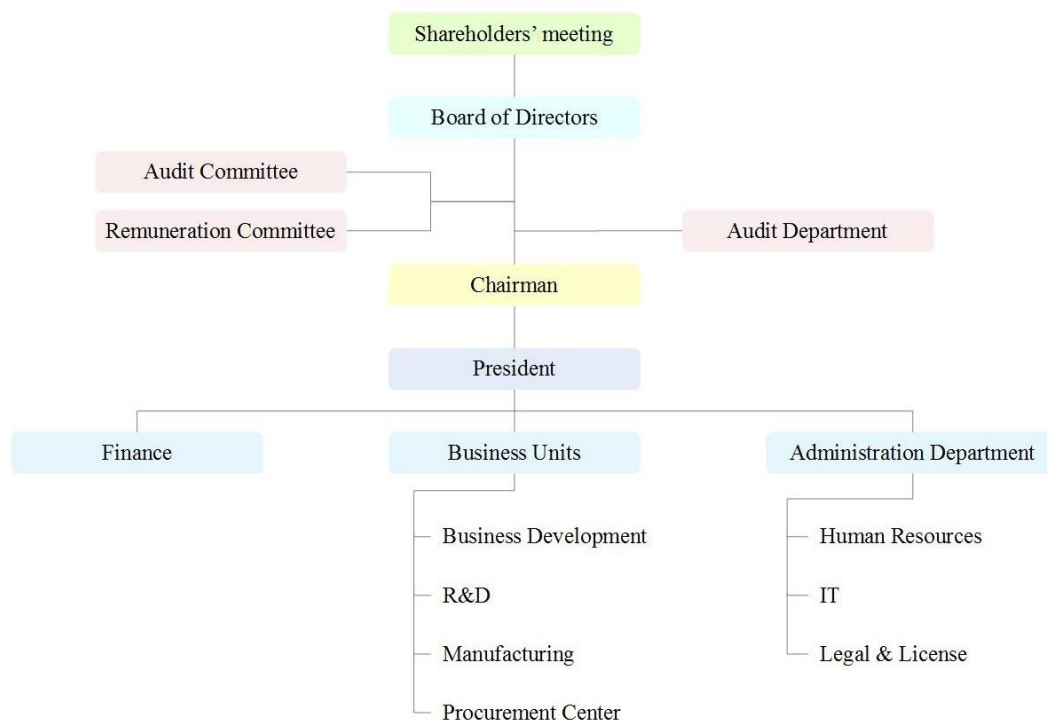 Shareholders’ meeting
Board of Directors
Audit Committee
Remuneration Committee
Audit Department
Chairman
President
Finance
Business Units
Administration Department
Business Development
R&D
Manufacturing
Procurement Center
Human Resources
IT
Legal & License